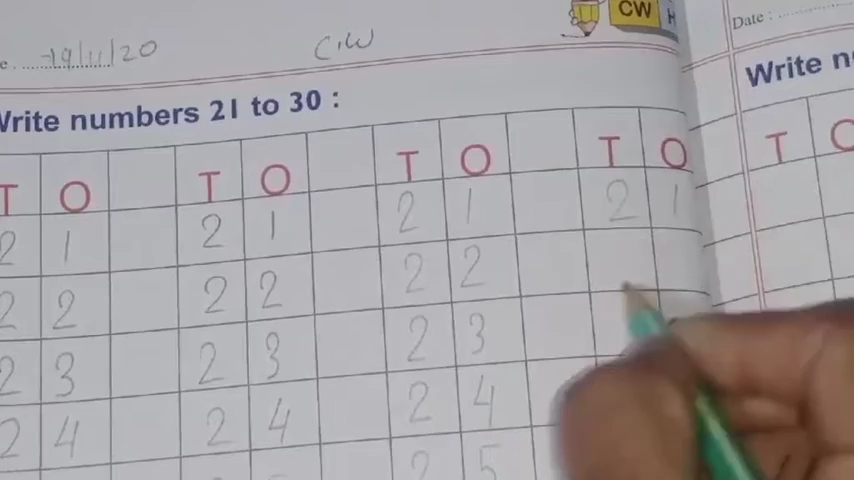 CW
Date :
19/11/20 C.W
Write numbers 21 to 30 :
Write
T O T O T O T O T O
2 1 2 1 2 1 2 1
2 2 2 2 2 2
2 3 2 3 2 3
2 4 2 4 2 4
2 5